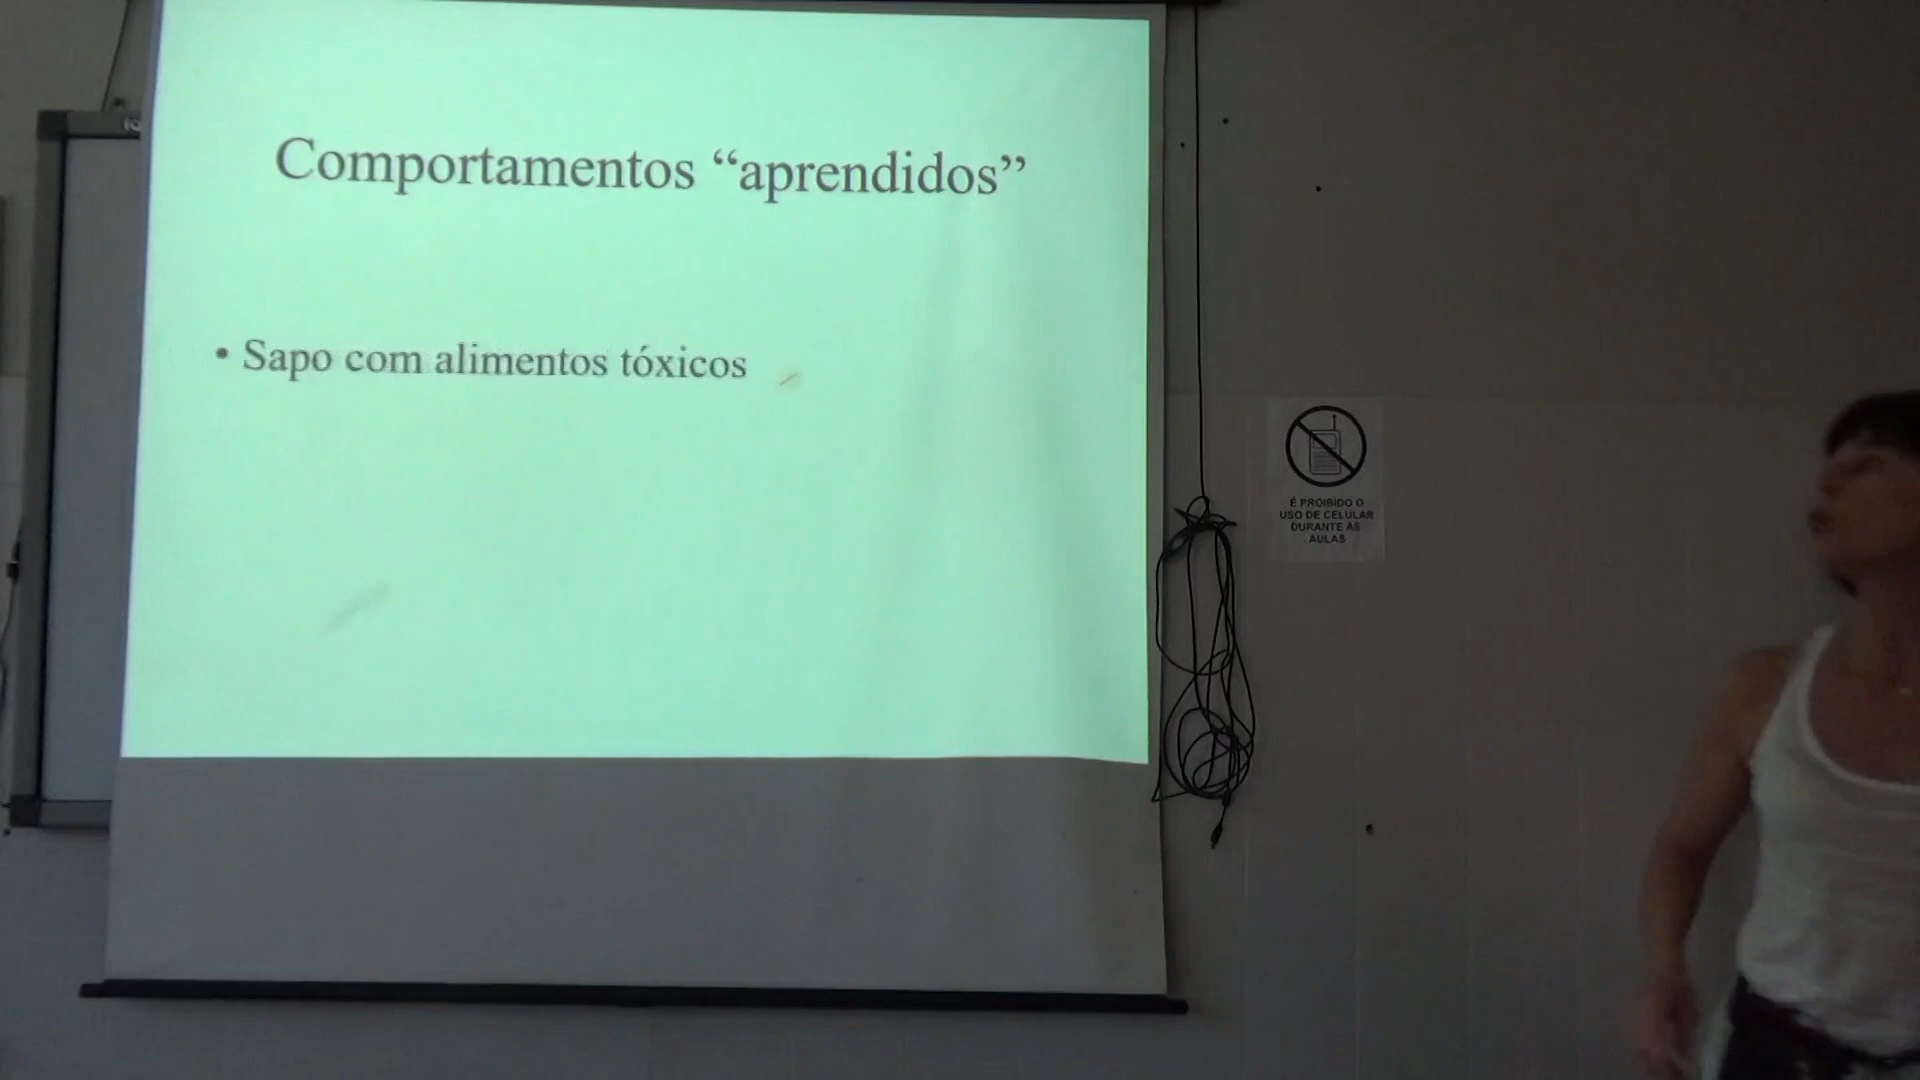 Comportamentos “aprendidos”
• Sapo com alimentos tóxicos
É PROIBIDO O
USO DE CELULAR
DURANTE AS
AULAS